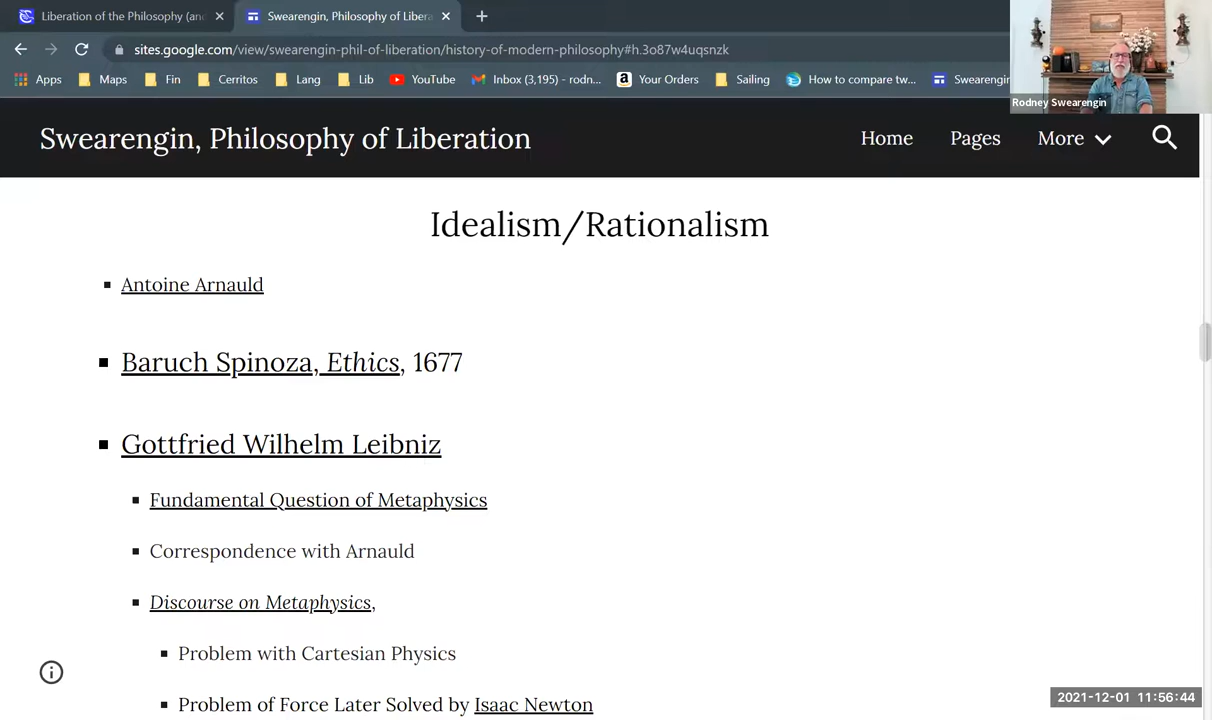 Liberation of the Philosophy (and
Swearengin, Philosophy of Libera
sites.google.com/view/swearengin-phil-of-liberation/history-of-modern-philosophy#h.3o87w4uqsnzk
Apps Maps Fin Cerritos Lang Lib YouTube Inbox (3,195) - rodn... Your Orders Sailing How to compare tw... Swearengin
Rodney Swearengin
Swearengin, Philosophy of Liberation
Home Pages More
Idealism/Rationalism
Antoine Arnauld
Baruch Spinoza, Ethics, 1677
Gottfried Wilhelm Leibniz
Fundamental Question of Metaphysics
Correspondence with Arnauld
Discourse on Metaphysics,
Problem with Cartesian Physics
Problem of Force Later Solved by Isaac Newton
2021-12-01 11:56:44